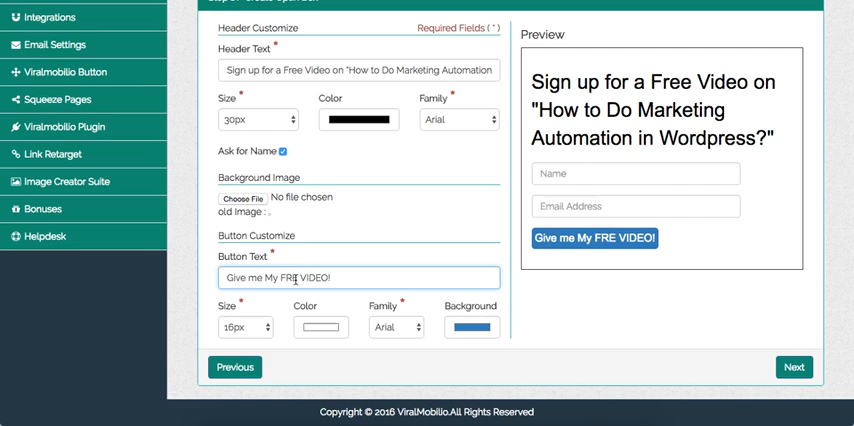 Integrations
Email Settings
Viralmobilio Button
Squeeze Pages
Viralmobilio Plugin
Link Retarget
Image Creator Suite
Bonuses
Helpdesk
Header Customize
Required Fields ( * )
Header Text *
Sign up for a Free Video on "How to Do Marketing Automation
Size * Color Family *
30px Arial
Ask for Name
Background Image
Choose File No file chosen
old Image : .
Button Customize
Button Text *
Give me My FRE VIDEO!
Size * Color Family * Background
16px Arial
Previous
Next
Preview
Sign up for a Free Video on
"How to Do Marketing
Automation in Wordpress?"
Name
Email Address
Give me My FRE VIDEO!
Copyright © 2016 ViralMobilio.All Rights Reserved